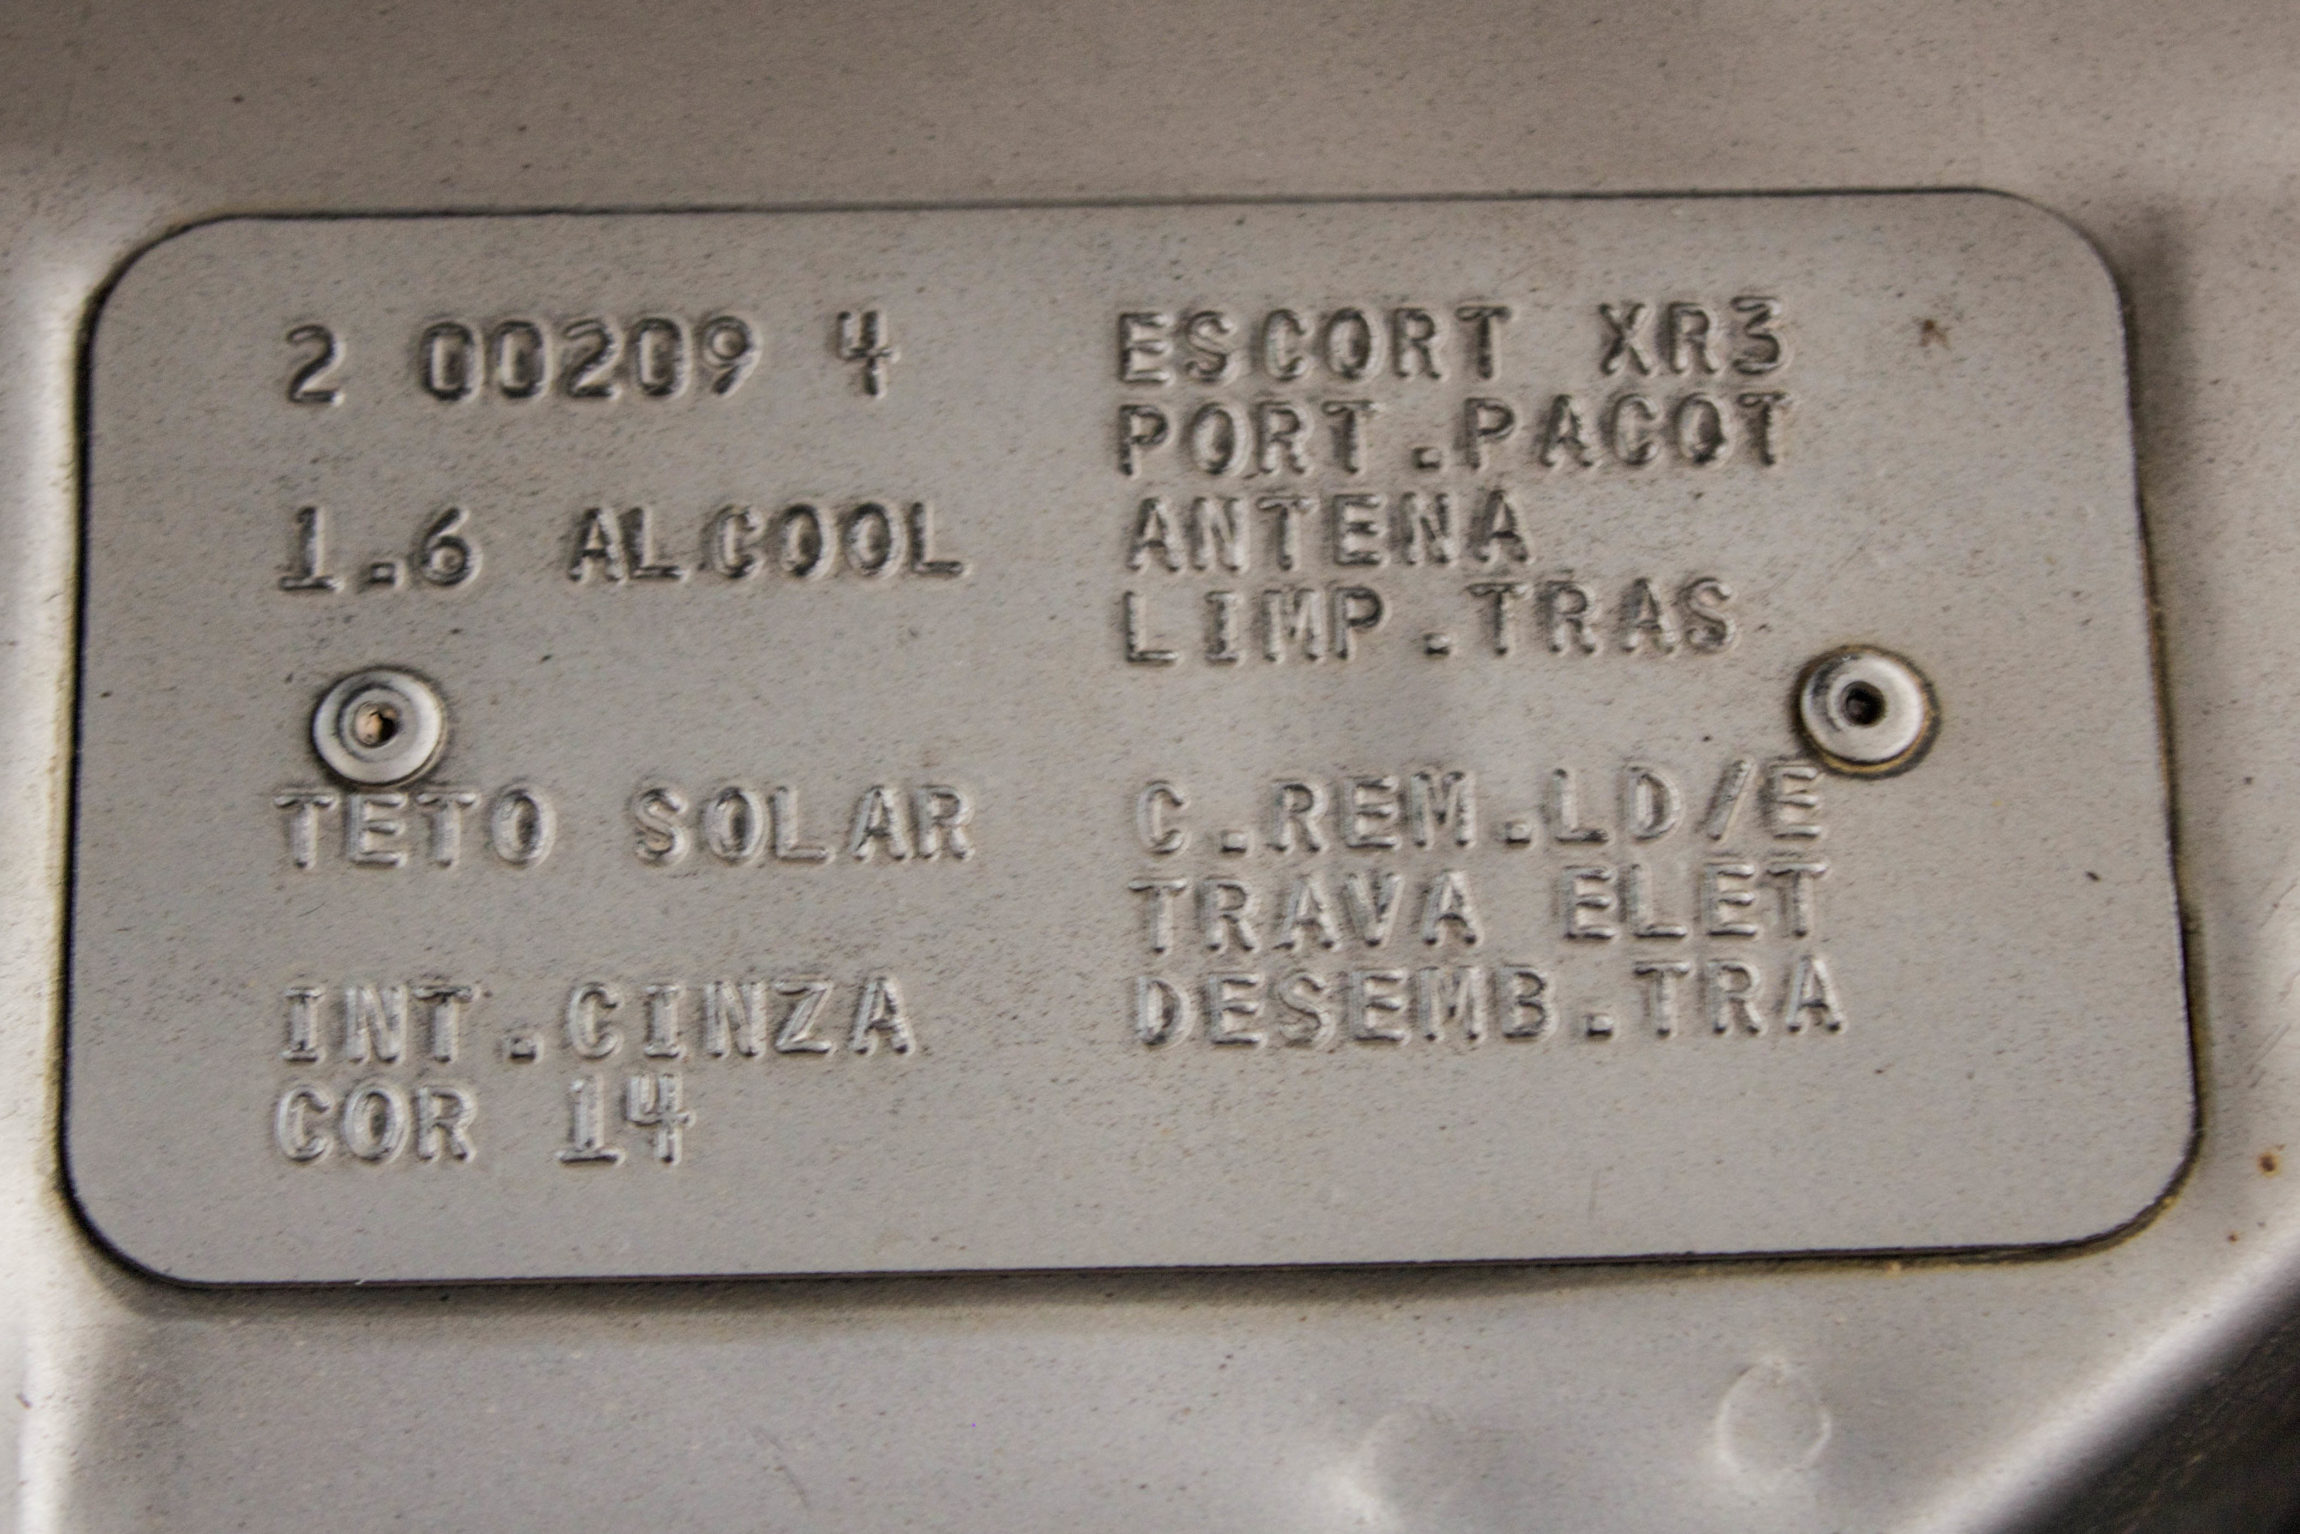 2 00209 4
1.6 ALCOOL
TETO SOLAR
INT.CINZA
COR 14
ESCORT XR3
PORT.PACOT
ANTENA
LIMP.TRAS
C.REM.LD/E
TRAVA ELET
DESEMB.TRA